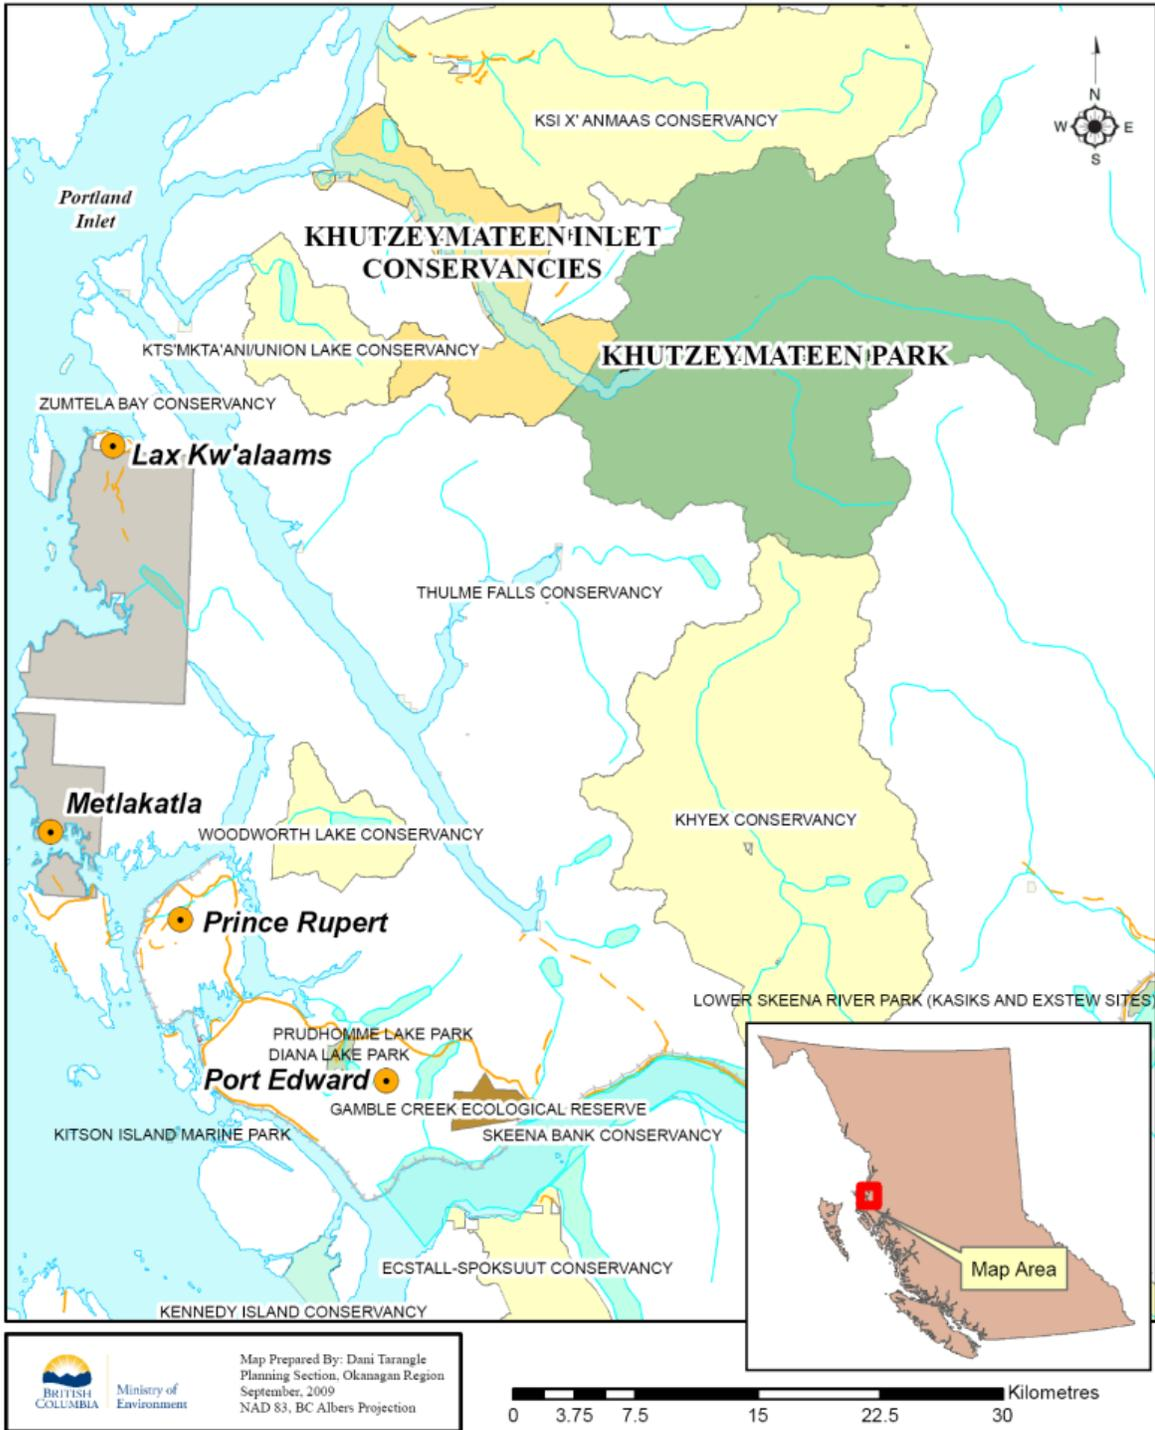 KSI X' ANMAAS CONSERVANCY
N
W E
S
Portland
Inlet
KHUTZEYMATEEN INLET
CONSERVANCIES
KTS'MKTA'ANI/UNION LAKE CONSERVANCY
KHUTZEYMATEEN PARK
ZUMTELA BAY CONSERVANCY
Lax Kw'alaams
THULME FALLS CONSERVANCY
Metlakatla
WOODWORTH LAKE CONSERVANCY
KHYEX CONSERVANCY
Prince Rupert
LOWER SKEENA RIVER PARK (KASIKS AND EXSTEW SITES)
PRUDHOMME LAKE PARK
DIANA LAKE PARK
Port Edward
GAMBLE CREEK ECOLOGICAL RESERVE
KITSON ISLAND MARINE PARK
SKEENA BANK CONSERVANCY
ECSTALL-SPOKSUUT CONSERVANCY
KENNEDY ISLAND CONSERVANCY
Map Area
BRITISH
COLUMBIA
Ministry of
Environment
Map Prepared By: Dani Tarangle
Planning Section, Okanagan Region
September, 2009
NAD 83, BC Albers Projection
Kilometres
0 3.75 7.5 15 22.5 30